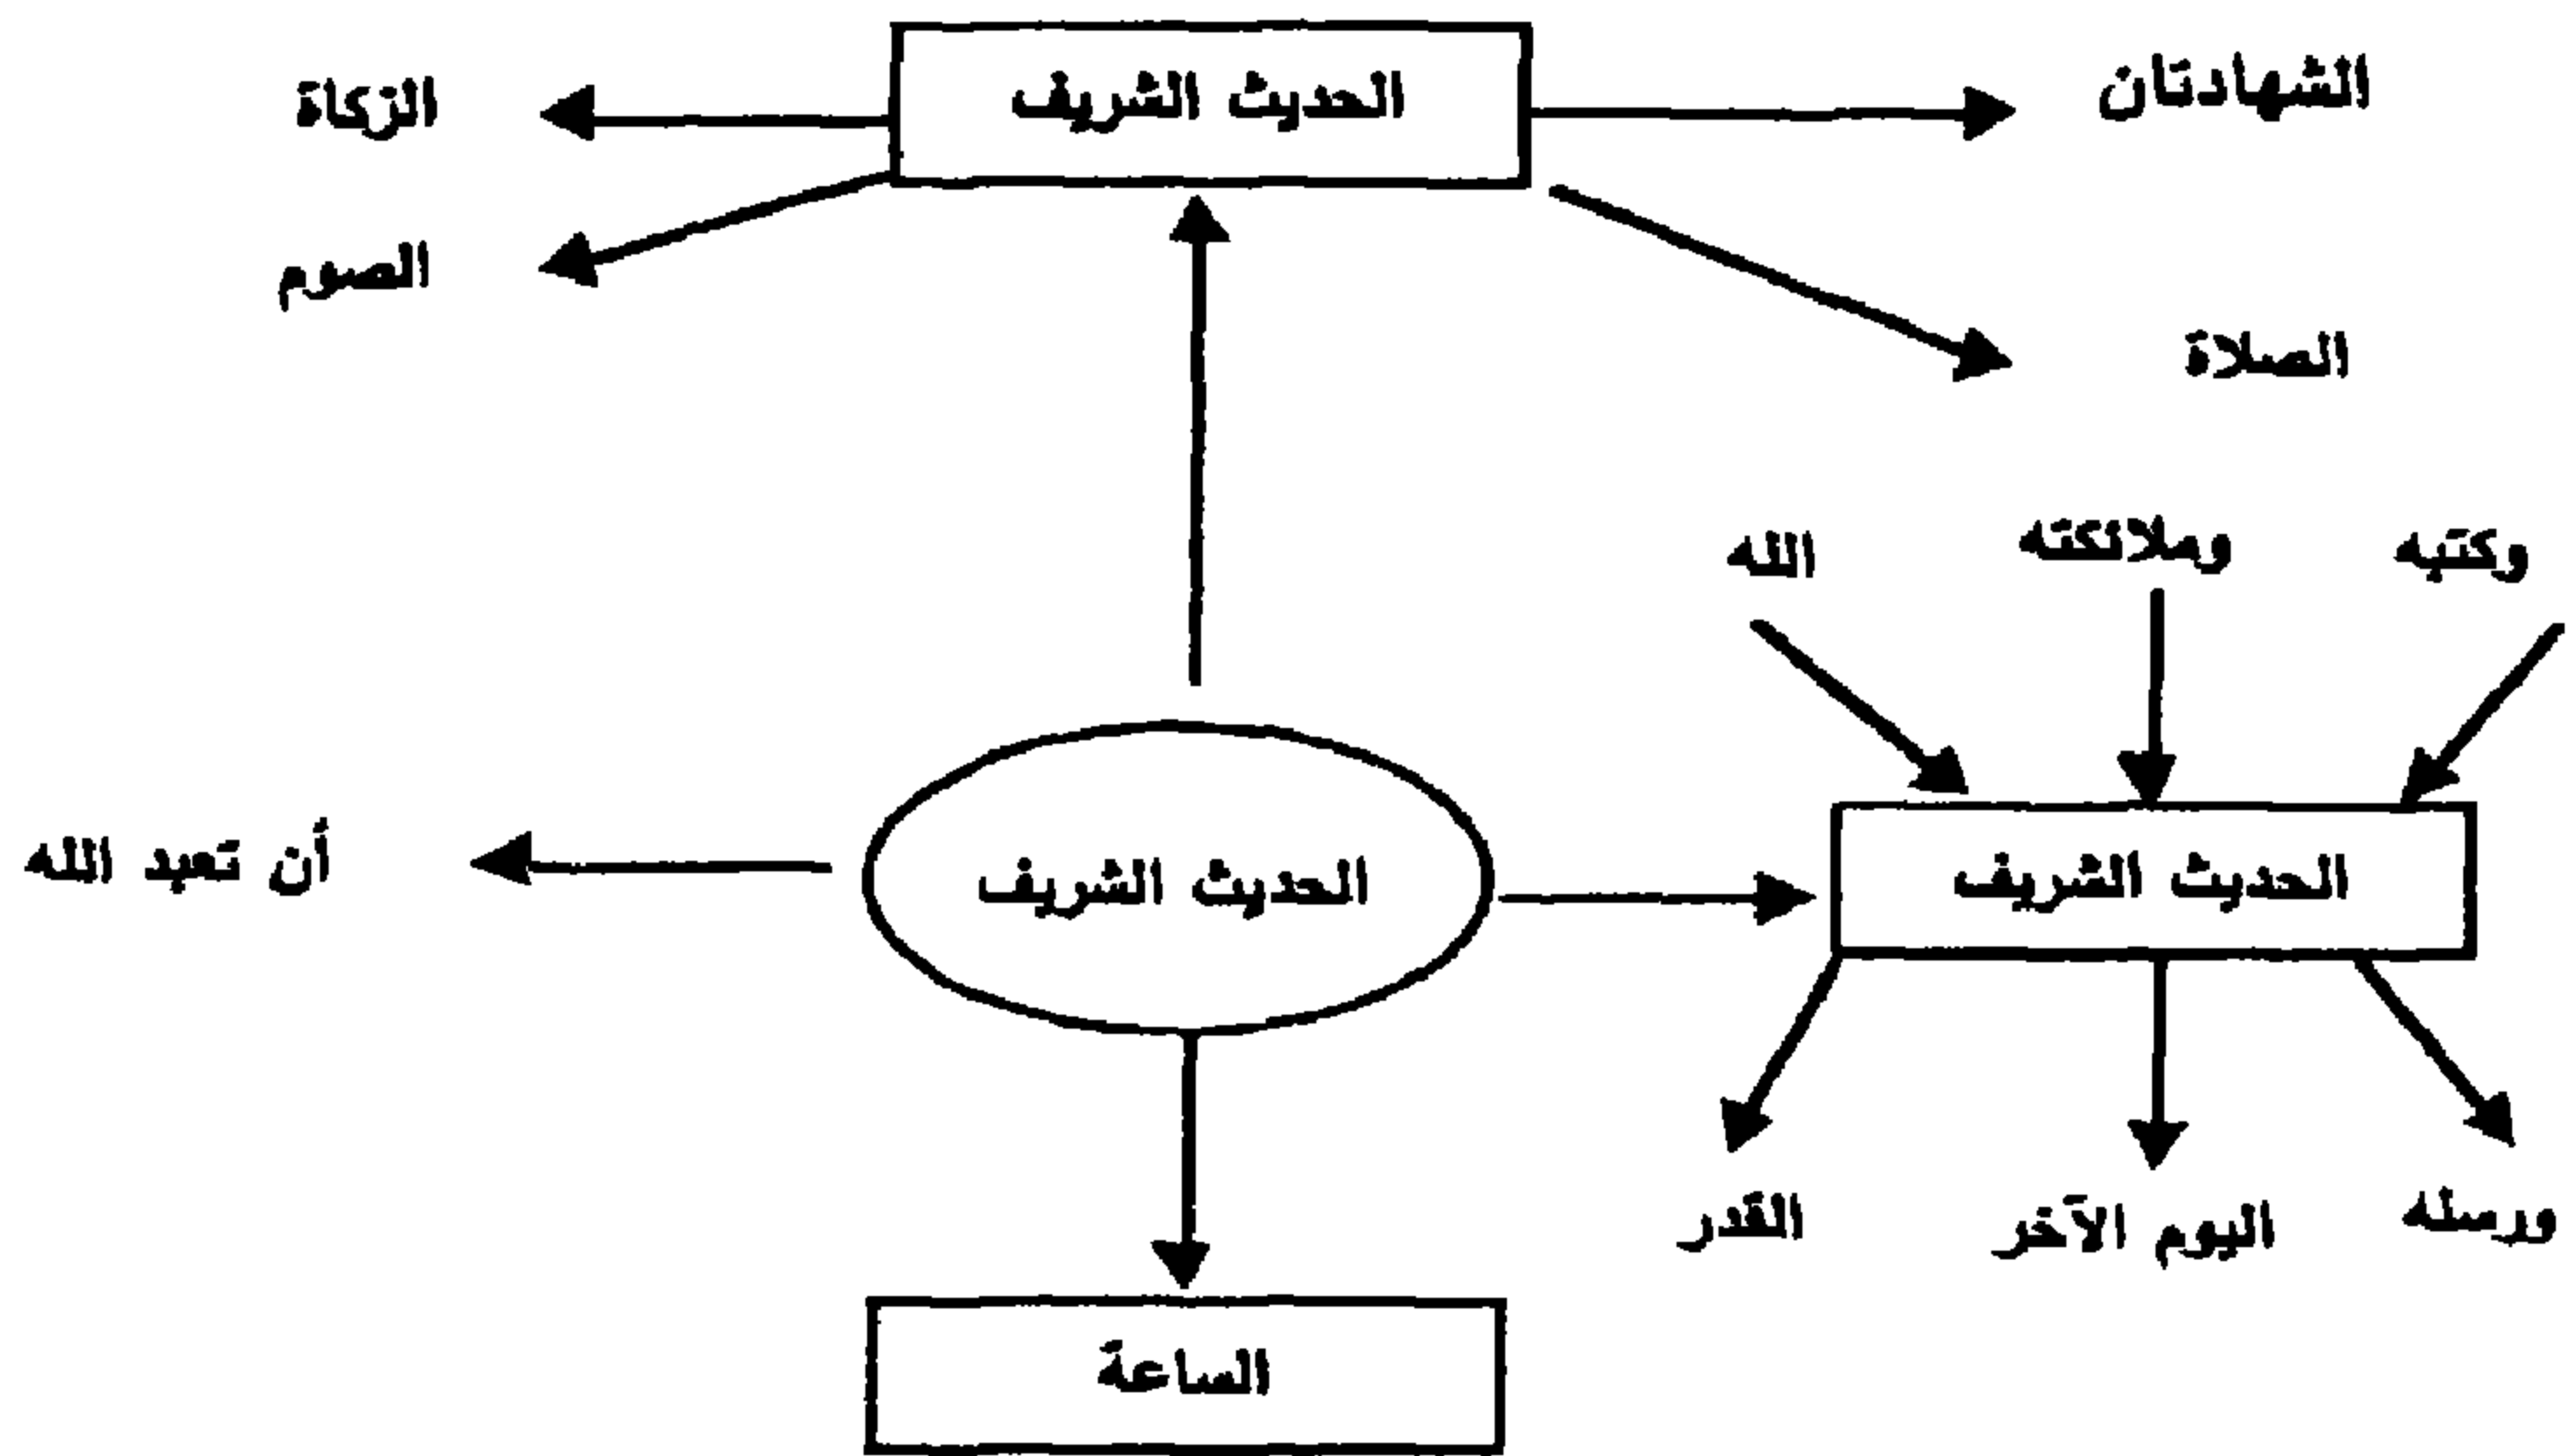 الحديث الشريف
الشهادتان
الزكاة
الصوم
الصلاة
وكتبه
وملائكته
الله
الحديث الشريف
الحديث الشريف
أن تعبد الله
ورسله
اليوم الآخر
القدر
الساعة